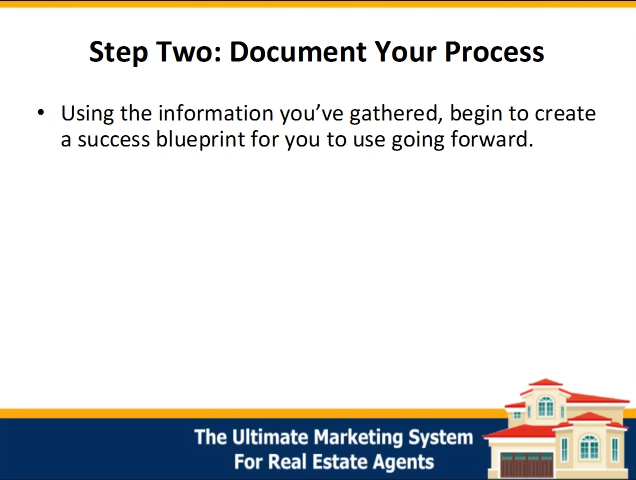 Step Two: Document Your Process
• Using the information you’ve gathered, begin to create
a success blueprint for you to use going forward.
The Ultimate Marketing System
For Real Estate Agents